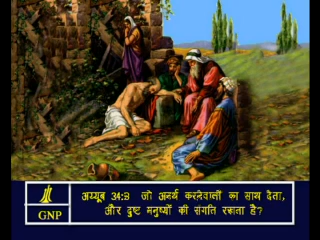 अय्यूब 34:8 जो अनर्थ करनेवालों का साथ देता,
और दुष्ट मनुष्यों की संगति रखता है?
GNP